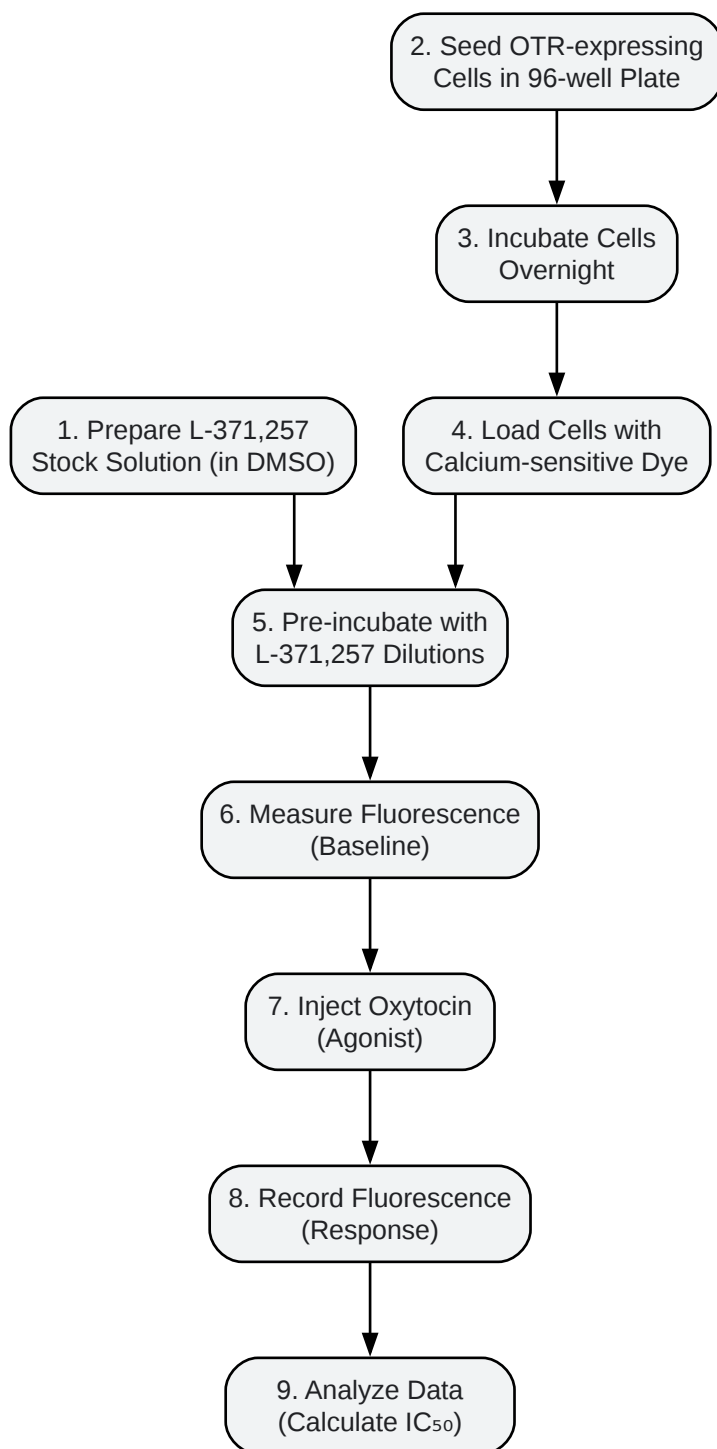 2. Seed OTR-expressing
Cells in 96-well Plate
3. Incubate Cells
Overnight
1. Prepare L-371,257
Stock Solution (in DMSO)
4. Load Cells with
Calcium-sensitive Dye
5. Pre-incubate with
L-371,257 Dilutions
6. Measure Fluorescence
(Baseline)
7. Inject Oxytocin
(Agonist)
8. Record Fluorescence
(Response)
9. Analyze Data
(Calculate IC₅₀)